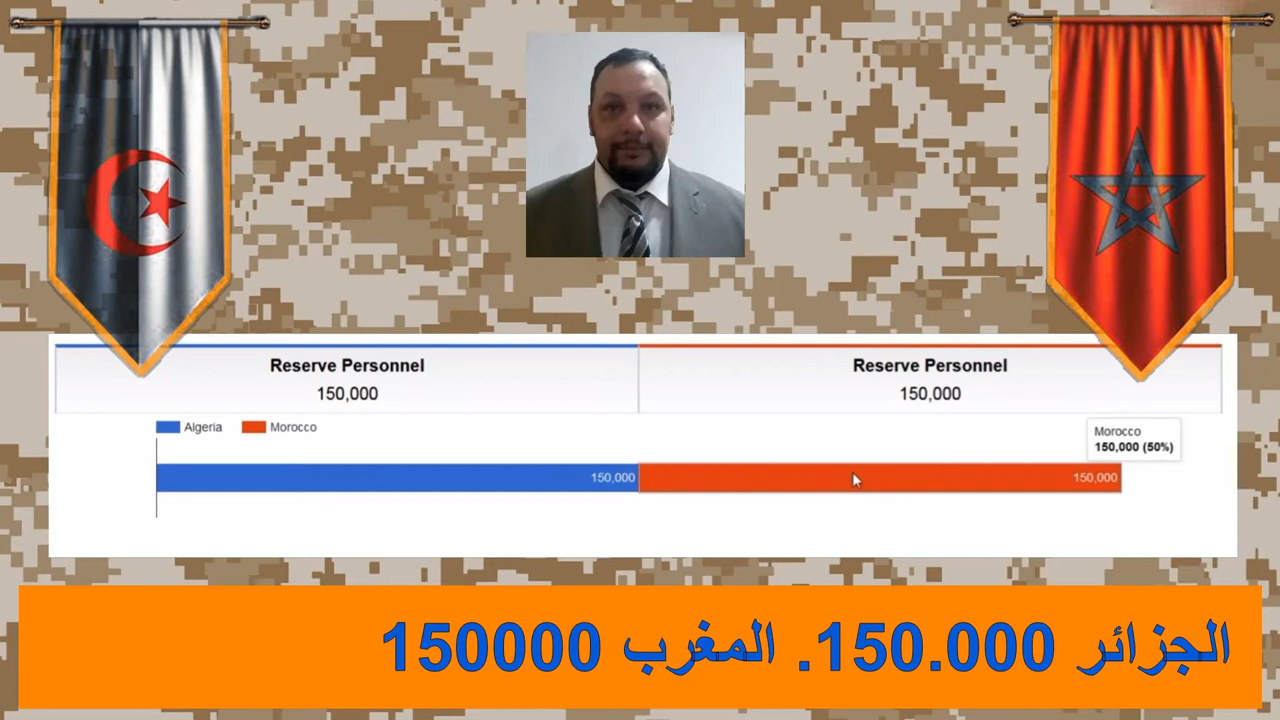 Reserve Personnel
150,000
Reserve Personnel
150,000
Algeria
Morocco
Morocco
150,000 (50%)
150,000
150,000
الجزائر 150.000. المغرب 150000